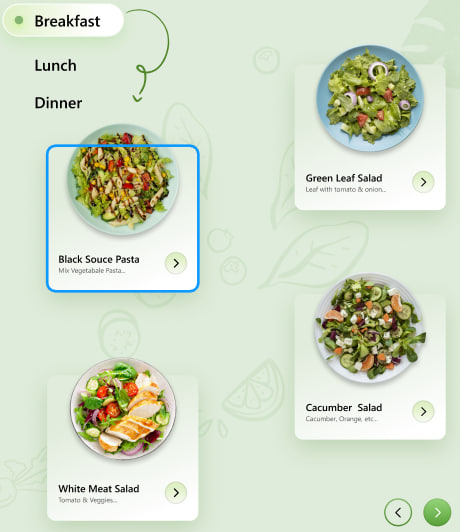 Breakfast
Lunch
Dinner
Green Leaf Salad
Leaf with tomato & onion...
Black Souce Pasta
Mix Vegetabale Pasta...
Cacumber Salad
Cacumber, Orange, etc...
White Meat Salad
Tomato & Veggies...